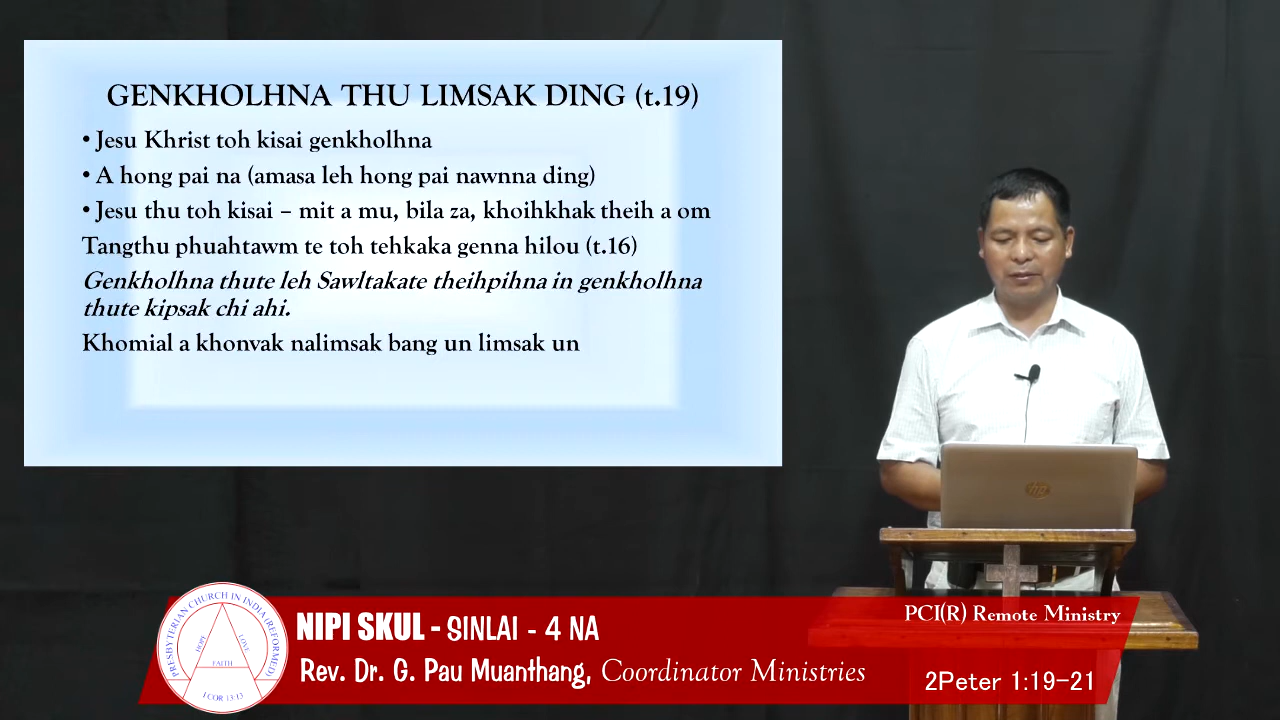 GENKHOLHNA THU LIMSAK DING (t.19)
• Jesu Khrist toh kisai genkholhna
• A hong pai na (amasa leh hong pai nawnna ding)
• Jesu thu toh kisai – mit a mu, bila za, khoihkhak theih a om
Tangthu phuahtawm te toh tehkaka genna hilou (t.16)
Genkholhna thute leh Sawltakate theihpihna in genkholhna
thute kipsak chi ahi.
Khomial a khonvak nalimsak bang un limsak un
PRESBYTERIAN CHURCH IN INDIA (REFORMED)
HOPE
LOVE
FAITH
I COR 13:13
NIPI SKUL - SINLAI - 4 NA
Rev. Dr. G. Pau Muanthang, Coordinator Ministries
PCI(R) Remote Ministry
2Peter 1:19-21
hp